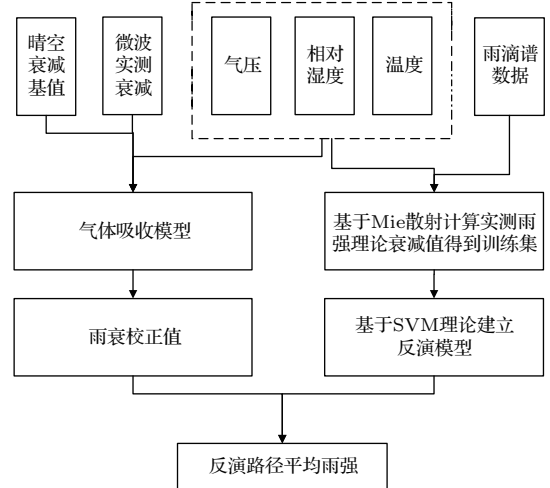 晴空
衰减
基值
微波
实测
衰减
气压
相对
湿度
温度
雨滴谱
数据
气体吸收模型
基于Mie散射计算实测雨
强理论衰减值得到训练集
雨衰校正值
基于SVM理论建立
反演模型
反演路径平均雨强